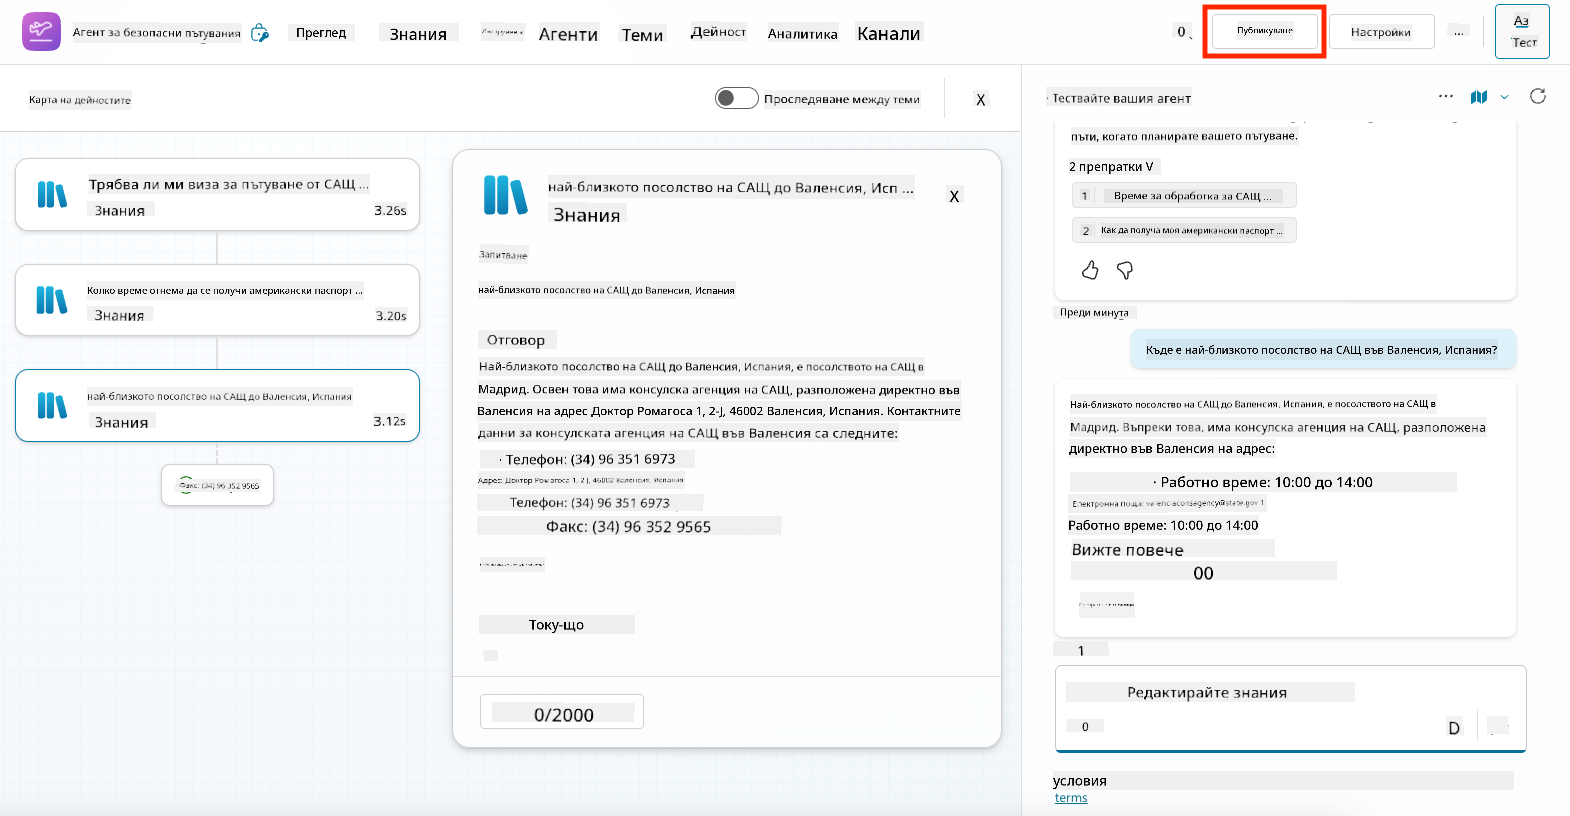 Агент за безопасни пътувания
Преглед
Знания
Агенти
Теми
Дейност
Аналитика
Канали
0
Публикуване
Настройки
...
Аз
Тест
Карта на дейностите
Проследяване между теми
X
Трябва ли ми виза за пътуване от САЩ ...
Знания
3.26s
Колко време отнема да се получи американски паспорт ...
Знания
3.20s
най-близкото посолство на САЩ до Валенсия, Испания
Знания
3.12s
Факс: (34) 96 352 9565
най-близкото посолство на САЩ до Валенсия, Исп ...
Знания
X
Запитване
най-близкото посолство на САЩ до Валенсия, Испания
Отговор
Най-близкото посолство на САЩ до Валенсия, Испания, е посолството на САЩ в
Мадрид. Освен това има консулска агенция на САЩ, разположена директно във
Валенсия на адрес Доктор Ромагоса 1, 2-J, 46002 Валенсия, Испания. Контактните
данни за консулската агенция на САЩ във Валенсия са следните:
· Телефон: (34) 96 351 6973
Адрес: Доктор Ромагоса 1, 2 J, 46002 Валенсия, Испания
Телефон: (34) 96 351 6973
Факс: (34) 96 352 9565
Току-що
0/2000
· Тествайте вашия агент
пъти, когато планирате вашето пътуване.
2 препратки V
1 Време за обработка за САЩ ...
2 Как да получа моя американски паспорт ...
Преди минута
Къде е най-близкото посолство на САЩ във Валенсия, Испания?
Най-близкото посолство на САЩ до Валенсия, Испания, е посолството на САЩ в
Мадрид. Въпреки това, има консулска агенция на САЩ, разположена
директно във Валенсия на адрес:
· Работно време: 10:00 до 14:00
Електронна поща: valenciaconsagency@state.gov 1
Работно време: 10:00 до 14:00
Вижте повече
00
1
Редактирайте знания
0
D
условия
terms